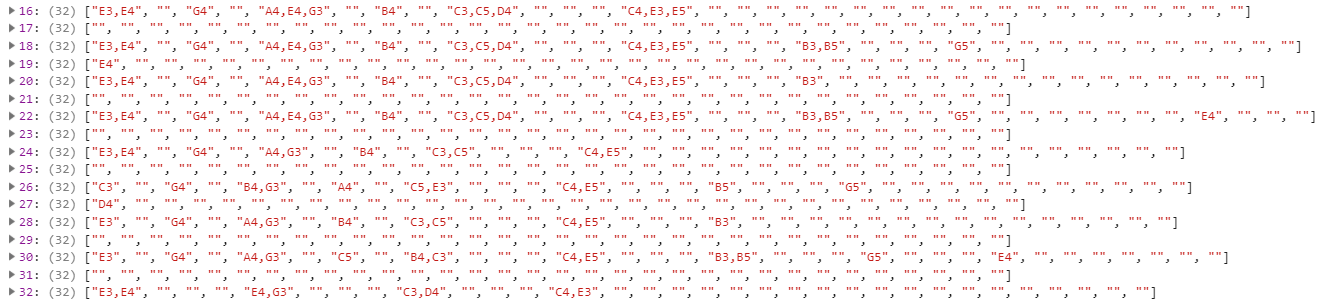 16: (32) ["E3,E4", "", "G4", "", "A4,E4,G3", "", "B4", "", "C3,C5,D4", "", "", "", "C4,E3,E5", "", "", "", "", "", "", "", "", "", "", "", "", "", "", "", "", "", "", ""]
17: (32) ["", "", "", "", "", "", "", "", "", "", "", "", "", "", "", "", "", "", "", "", "", "", "", "", "", "", "", "", "", "", "", ""]
18: (32) ["E3,E4", "", "G4", "", "A4,E4,G3", "", "B4", "", "C3,C5,D4", "", "", "", "C4,E3,E5", "", "", "", "B3,B5", "", "", "", "G5", "", "", "", "", "", "", "", "", "", "", ""]
19: (32) ["E4", "", "", "", "", "", "", "", "", "", "", "", "", "", "", "", "", "", "", "", "", "", "", "", "", "", "", "", "", "", "", ""]
20: (32) ["E3,E4", "", "G4", "", "A4,E4,G3", "", "B4", "", "C3,C5,D4", "", "", "", "C4,E3,E5", "", "", "", "B3", "", "", "", "", "", "", "", "", "", "", "", "", "", "", ""]
21: (32) ["", "", "", "", "", "", "", "", "", "", "", "", "", "", "", "", "", "", "", "", "", "", "", "", "", "", "", "", "", "", "", ""]
22: (32) ["E3,E4", "", "G4", "", "A4,E4,G3", "", "B4", "", "C3,C5,D4", "", "", "", "C4,E3,E5", "", "", "", "B3,B5", "", "", "", "G5", "", "", "", "", "", "", "", "E4", "", "", ""]
23: (32) ["", "", "", "", "", "", "", "", "", "", "", "", "", "", "", "", "", "", "", "", "", "", "", "", "", "", "", "", "", "", "", ""]
24: (32) ["E3,E4", "", "G4", "", "A4,G3", "", "B4", "", "C3,C5", "", "", "", "C4,E5", "", "", "", "", "", "", "", "", "", "", "", "", "", "", "", "", "", "", ""]
25: (32) ["", "", "", "", "", "", "", "", "", "", "", "", "", "", "", "", "", "", "", "", "", "", "", "", "", "", "", "", "", "", "", ""]
26: (32) ["C3", "", "G4", "", "B4,G3", "", "A4", "", "C5,E3", "", "", "", "C4,E5", "", "", "", "B5", "", "", "", "G5", "", "", "", "", "", "", "", "", "", "", ""]
27: (32) ["D4", "", "", "", "", "", "", "", "", "", "", "", "", "", "", "", "", "", "", "", "", "", "", "", "", "", "", "", "", "", "", ""]
28: (32) ["E3", "", "G4", "", "A4,G3", "", "B4", "", "C3,C5", "", "", "", "C4,E5", "", "", "", "B3", "", "", "", "", "", "", "", "", "", "", "", "", "", "", ""]
29: (32) ["", "", "", "", "", "", "", "", "", "", "", "", "", "", "", "", "", "", "", "", "", "", "", "", "", "", "", "", "", "", "", ""]
30: (32) ["E3", "", "G4", "", "A4,G3", "", "C5", "", "B4,C3", "", "", "", "C4,E5", "", "", "", "B3,B5", "", "", "", "G5", "", "", "", "E4", "", "", "", "", "", "", ""]
31: (32) ["", "", "", "", "", "", "", "", "", "", "", "", "", "", "", "", "", "", "", "", "", "", "", "", "", "", "", "", "", "", "", ""]
32: (32) ["E3,E4", "", "", "", "E4,G3", "", "", "", "C3,D4", "", "", "", "C4,E3", "", "", "", "", "", "", "", "", "", "", "", "", "", "", "", "", "", "", ""]